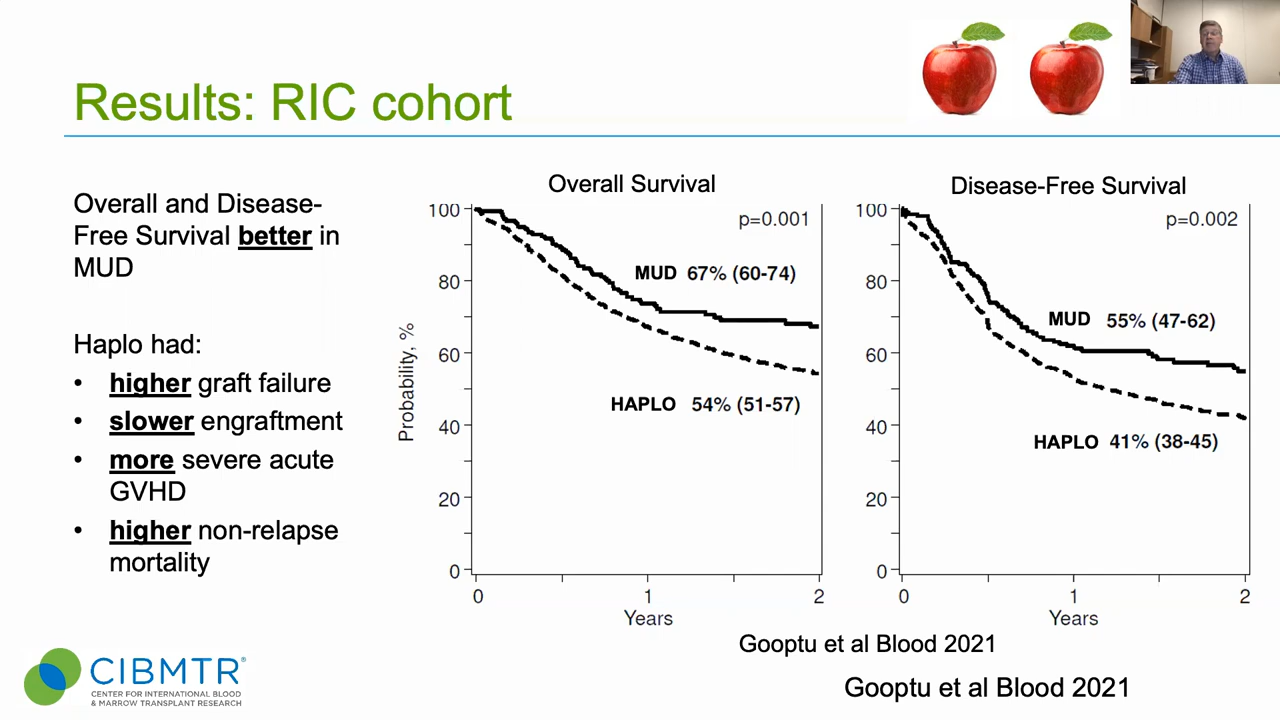 Results: RIC cohort
Overall and Disease-
Free Survival better in
MUD
Haplo had:
• higher graft failure
• slower engraftment
• more severe acute
GVHD
• higher non-relapse
mortality
Overall Survival
p=0.001
MUD 67% (60-74)
HAPLO 54% (51-57)
Probability, %
100
80
60
40
20
0
0 1 2
Years
Disease-Free Survival
p=0.002
MUD 55% (47-62)
HAPLO 41% (38-45)
100
80
60
40
20
0
0 1 2
Years
Gooptu et al Blood 2021
Gooptu et al Blood 2021
CIBMTR®
CENTER FOR INTERNATIONAL BLOOD
& MARROW TRANSPLANT RESEARCH